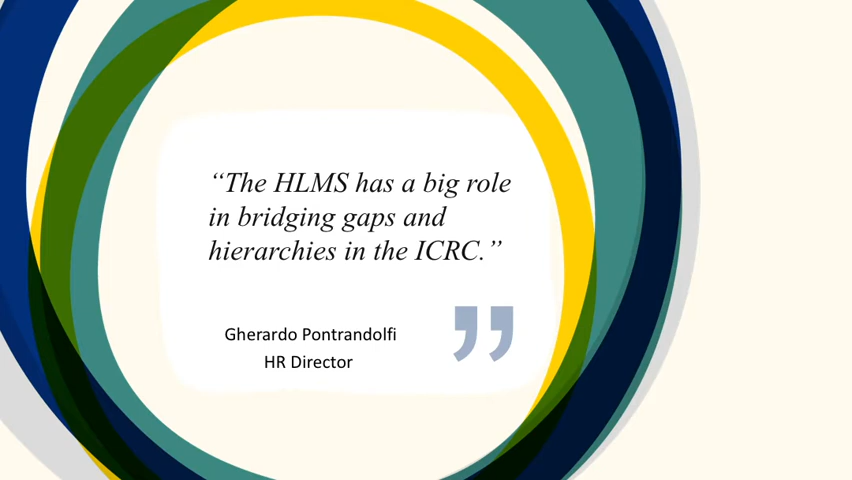 “The HLMS has a big role
in bridging gaps and
hierarchies in the ICRC.”
Gherardo Pontrandolfi
HR Director
”